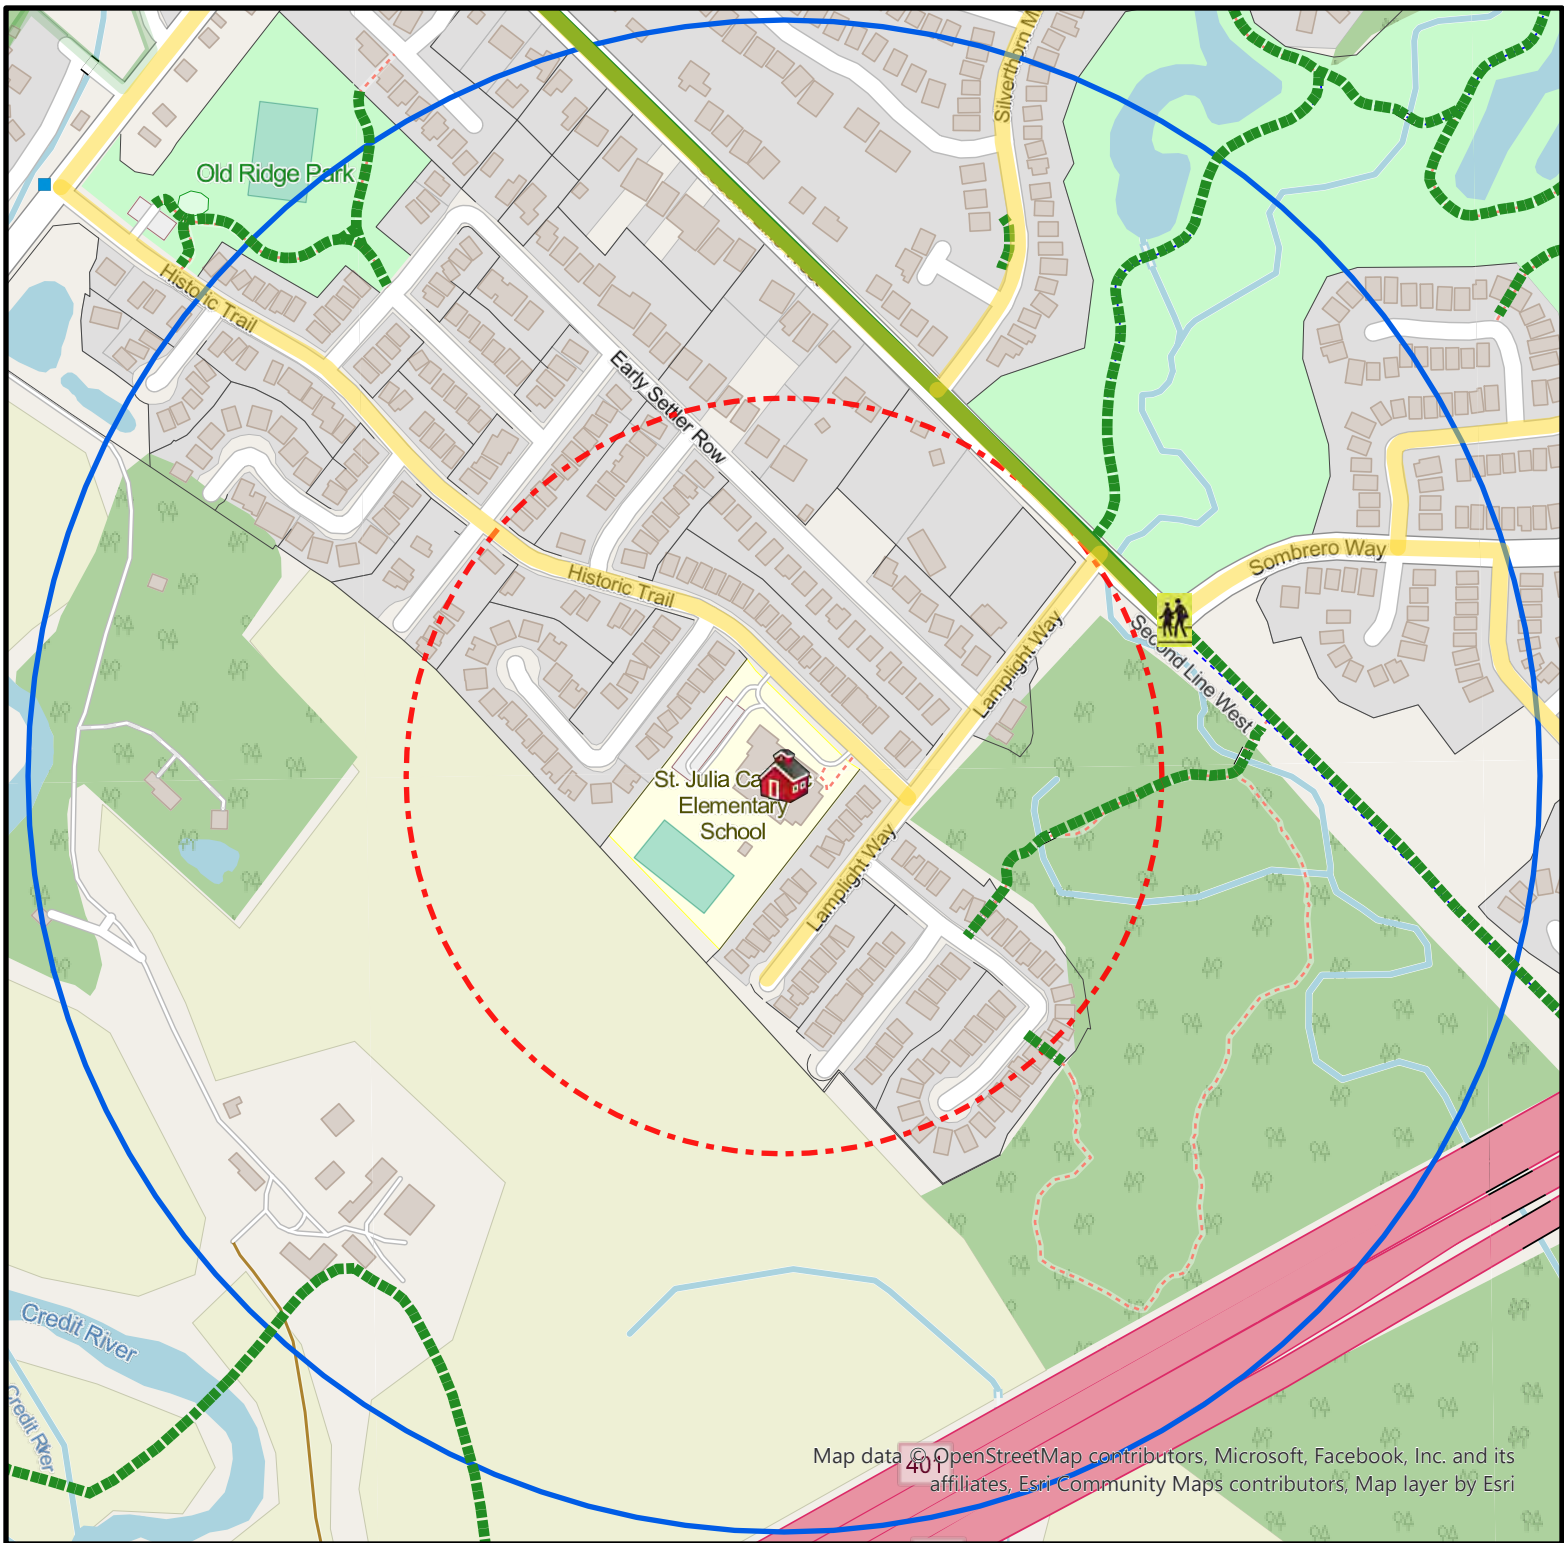 Silverthorn M
Old Ridge Park
Historic Trail
Early Settler
Row
Sombrero Way
Historic Trail
Lamplight Way
Second Line West
St. Julia Ca
Elementary
School
Lamplight Way
Credit River
Credit River
401
Map data © OpenStreetMap contributors, Microsoft, Facebook, Inc. and its
affiliates, Esri Community Maps contributors, Map layer by Esri